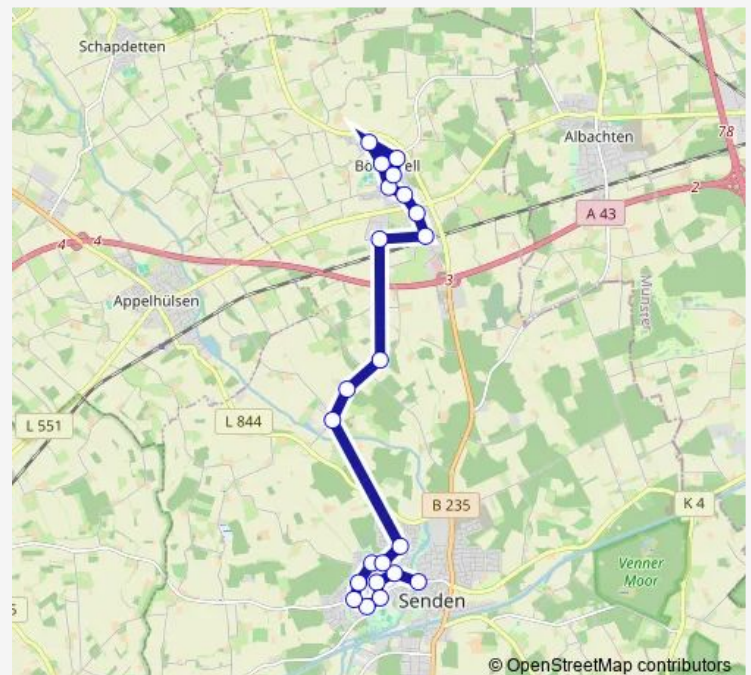 Schapdetten
Albachten
78
2
A 43
4
4
3
Appelhülsen
L 551
L 844
B 235
K 4
Venner
Moor
Senden
© OpenStreetMap contributors